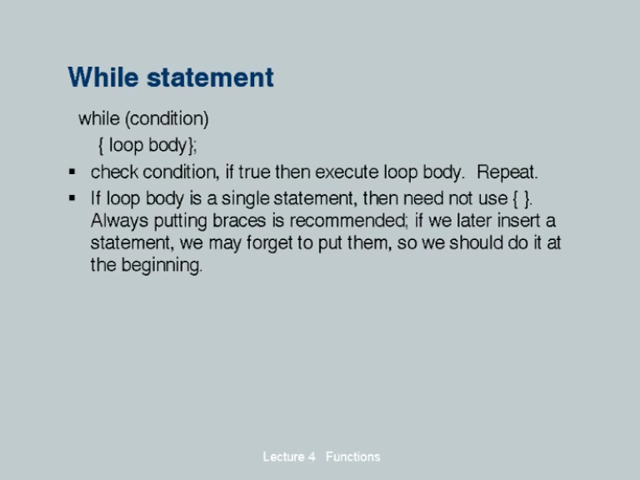 While statement
while (condition)
{ loop body};
▪ check condition, if true then execute loop body. Repeat.
▪ If loop body is a single statement, then need not use { }.
Always putting braces is recommended; if we later insert a
statement, we may forget to put them, so we should do it at
the beginning.
Lecture 4 Functions